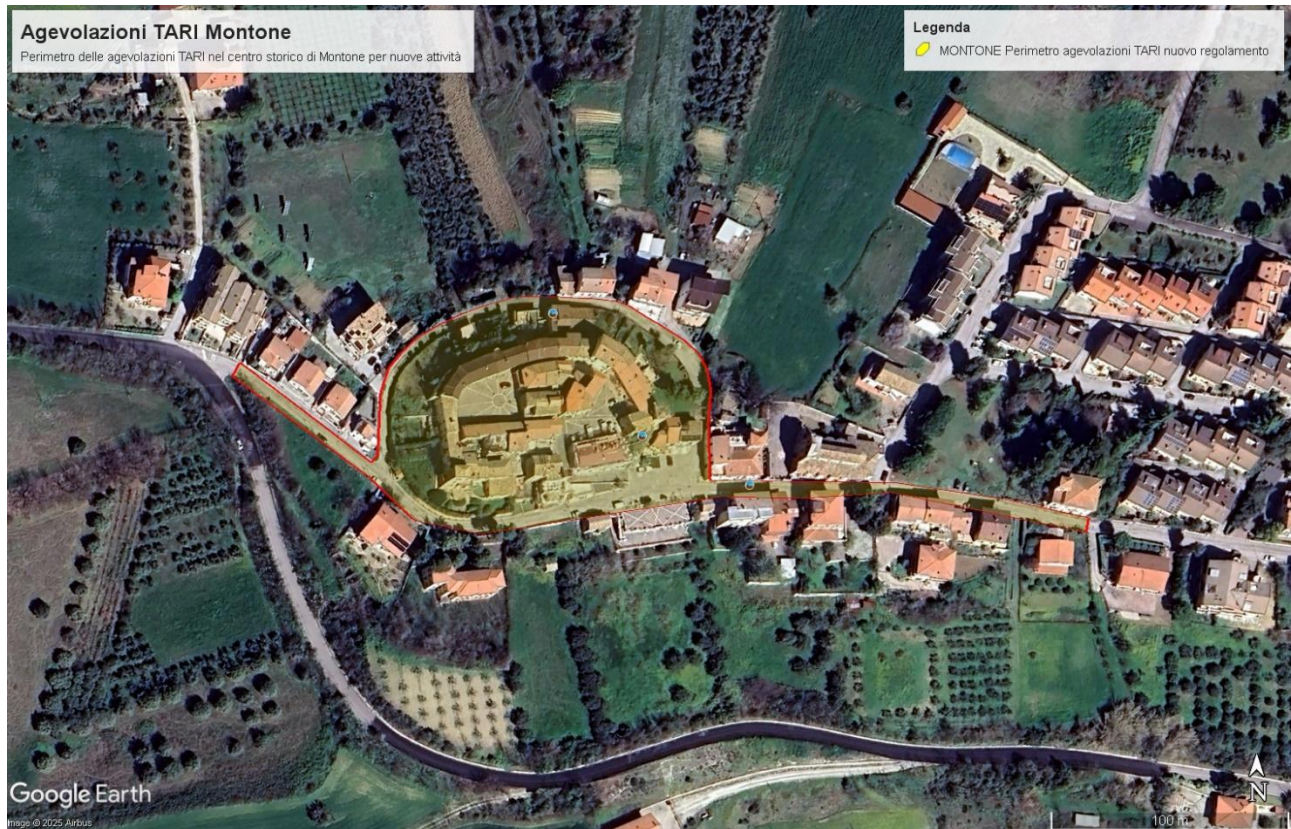 Agevolazioni TARI Montone
Perimetro delle agevolazioni TARI nel centro storico di Montone per nuove attività
Legenda
MONTONE Perimetro agevolazioni TARI nuovo regolamento
Google Earth
Image © 2025 Airbus
N
100 m